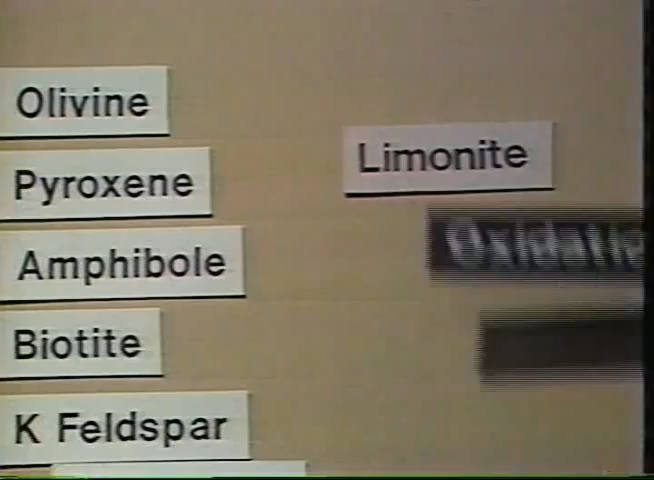 Olivine
Pyroxene
Amphibole
Biotite
K Feldspar
Limonite